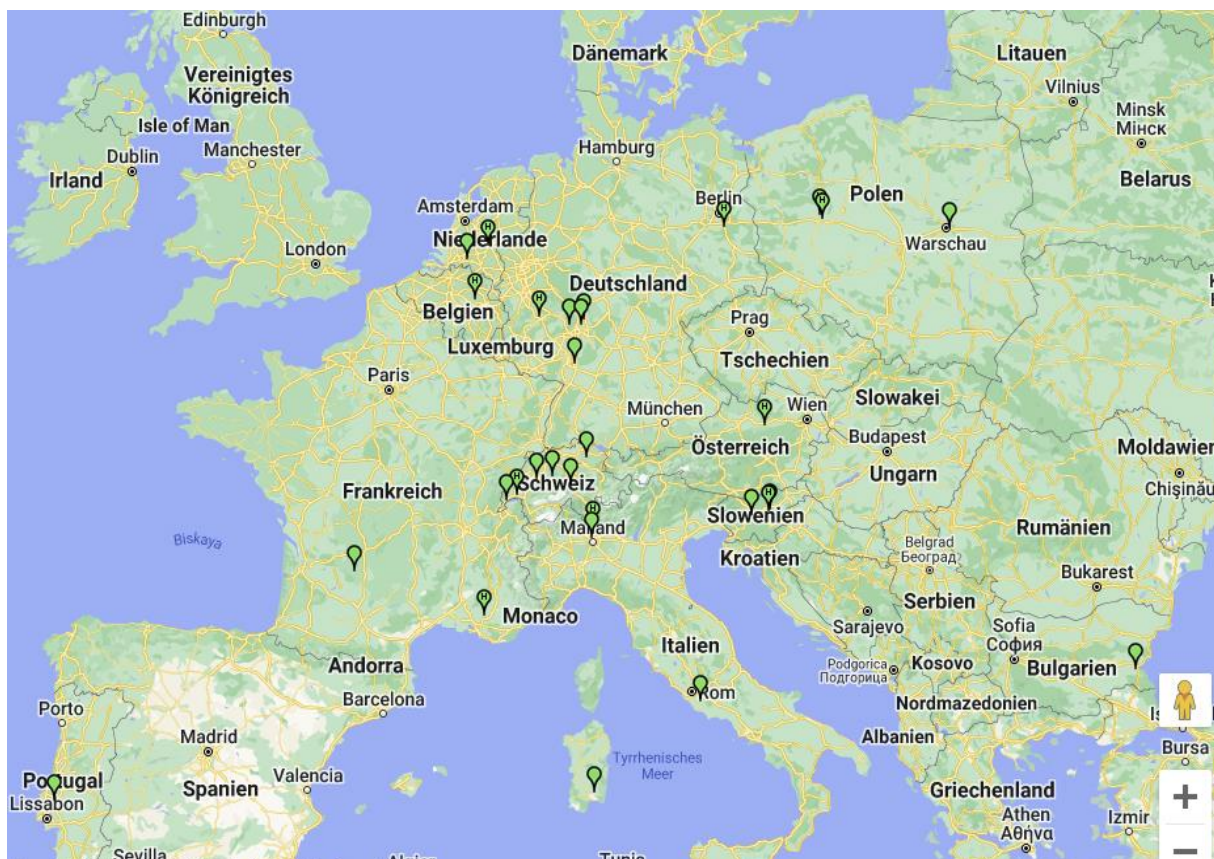 Edinburgh
Dänemark
Litauen
Vereinigtes
Königreich
Vilnius
Minsk
Мінск
Isle of Man
Hamburg
Dublin
Manchester
Irland
Belarus
Berlin
Polen
Amsterdam
Niederlande
Warschau
London
Deutschland
Belgien
Prag
Luxemburg
Tschechien
Paris
Slowakei
München
Wien
Österreich
Budapest
Moldawien
Ungarn
Chișinău
Frankreich
Schweiz
Slowenien
Rumänien
Biskaya
Mailand
Kroatien
Belgrad
Београд
Bukarest
Serbien
Monaco
Sarajevo
Sofia
София
Italien
Podgorica
Подгорица
Kosovo
Bulgarien
Andorra
Rom
Nordmazedonien
Barcelona
Porto
Albanien
Bursa
Madrid
Tyrrhenisches
Meer
Portugal
Valencia
Spanien
Lissabon
Griechenland
Athen
Αθήνα
Izmir
Sevilla
H
H
H
H
H
H
H
H
H
H
+
−